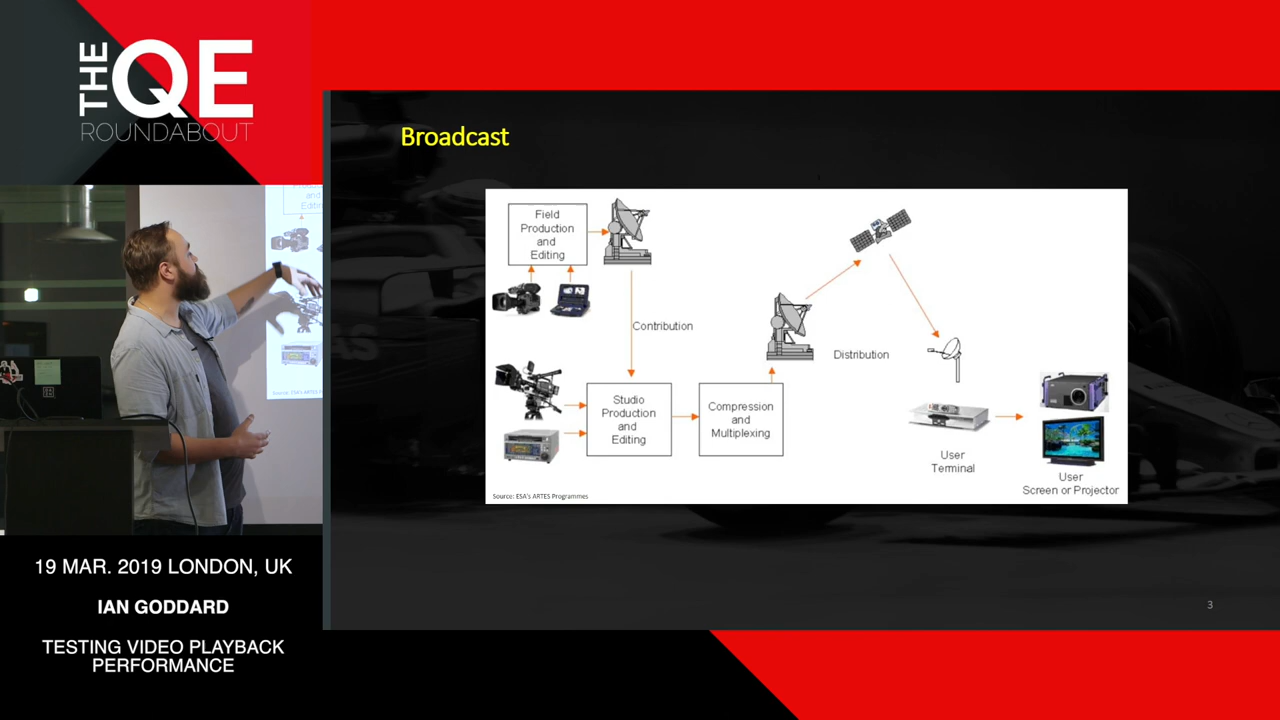 THE
QE
ROUNDABOUT
Broadcast
Field
Production
and
Editing
Contribution
Studio
Production
and
Editing
Compression
and
Multiplexing
Distribution
User
Terminal
User
Screen or Projector
Source: ESA's ARTES Programmes
3
and
Editin
19 MAR. 2019 LONDON, UK
IAN GODDARD
TESTING VIDEO PLAYBACK
PERFORMANCE